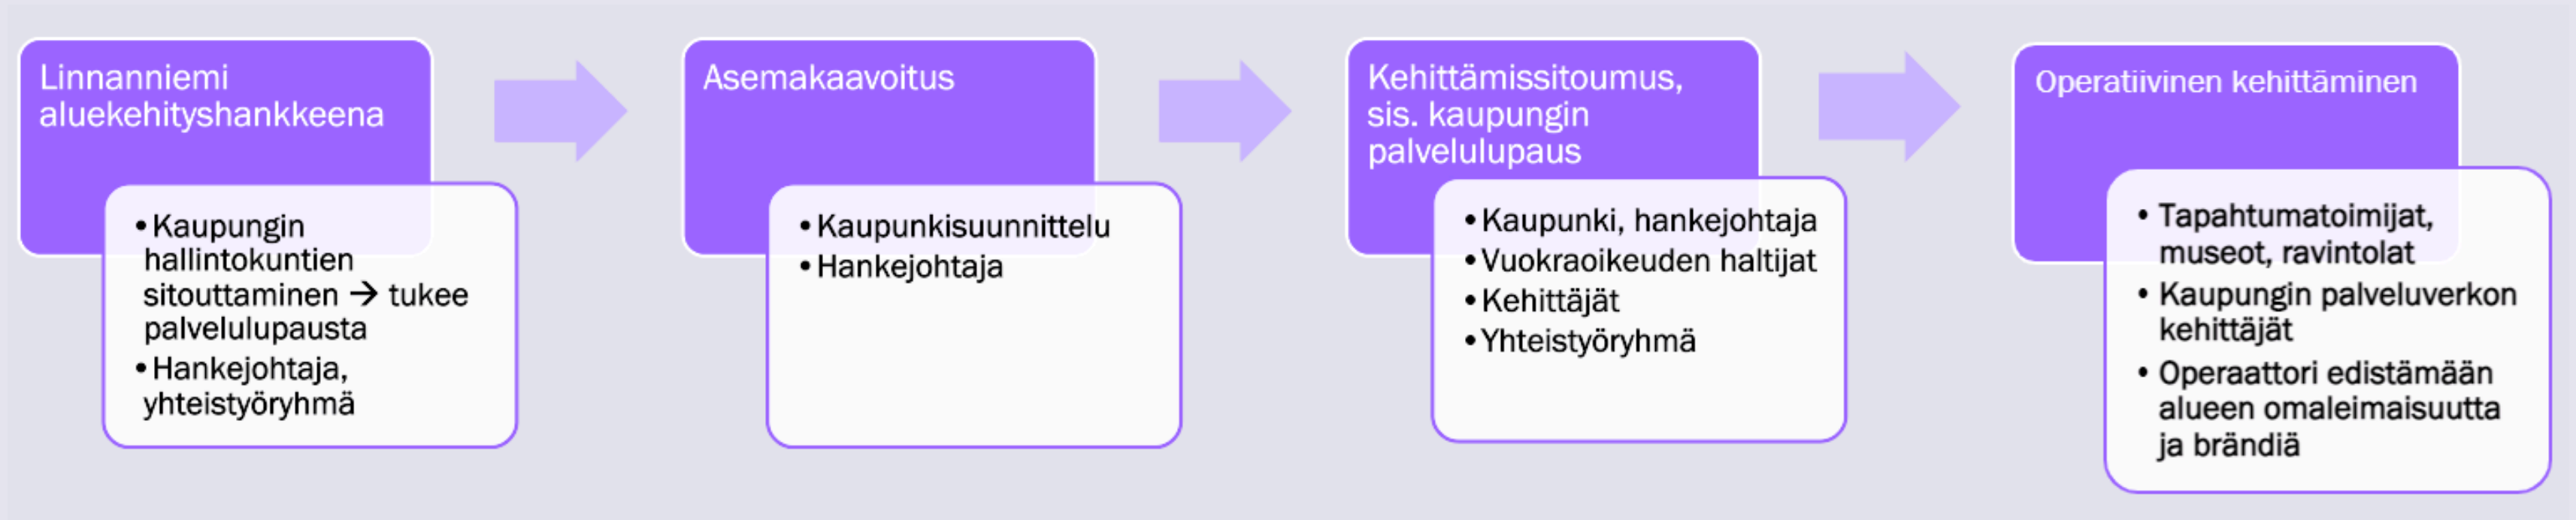 Linnanniemi
aluekehityshankkeena
•Kaupungin
hallintokuntien
sitouttaminen → tukee
palvelulupausta
•Hankejohtaja,
yhteistyöryhmä
Asemakaavoitus
•Kaupunkisuunnittelu
•Hankejohtaja
Kehittämissitoumus,
sis. kaupungin
palvelulupaus
•Kaupunki, hankejohtaja
•Vuokraoikeuden haltijat
•Kehittäjät
•Yhteistyöryhmä
Operatiivinen kehittäminen
• Tapahtumatoimijat,
museot, ravintolat
• Kaupungin palveluverkon
kehittäjät
• Operaattori edistämään
alueen omaleimaisuutta
ja brändiä